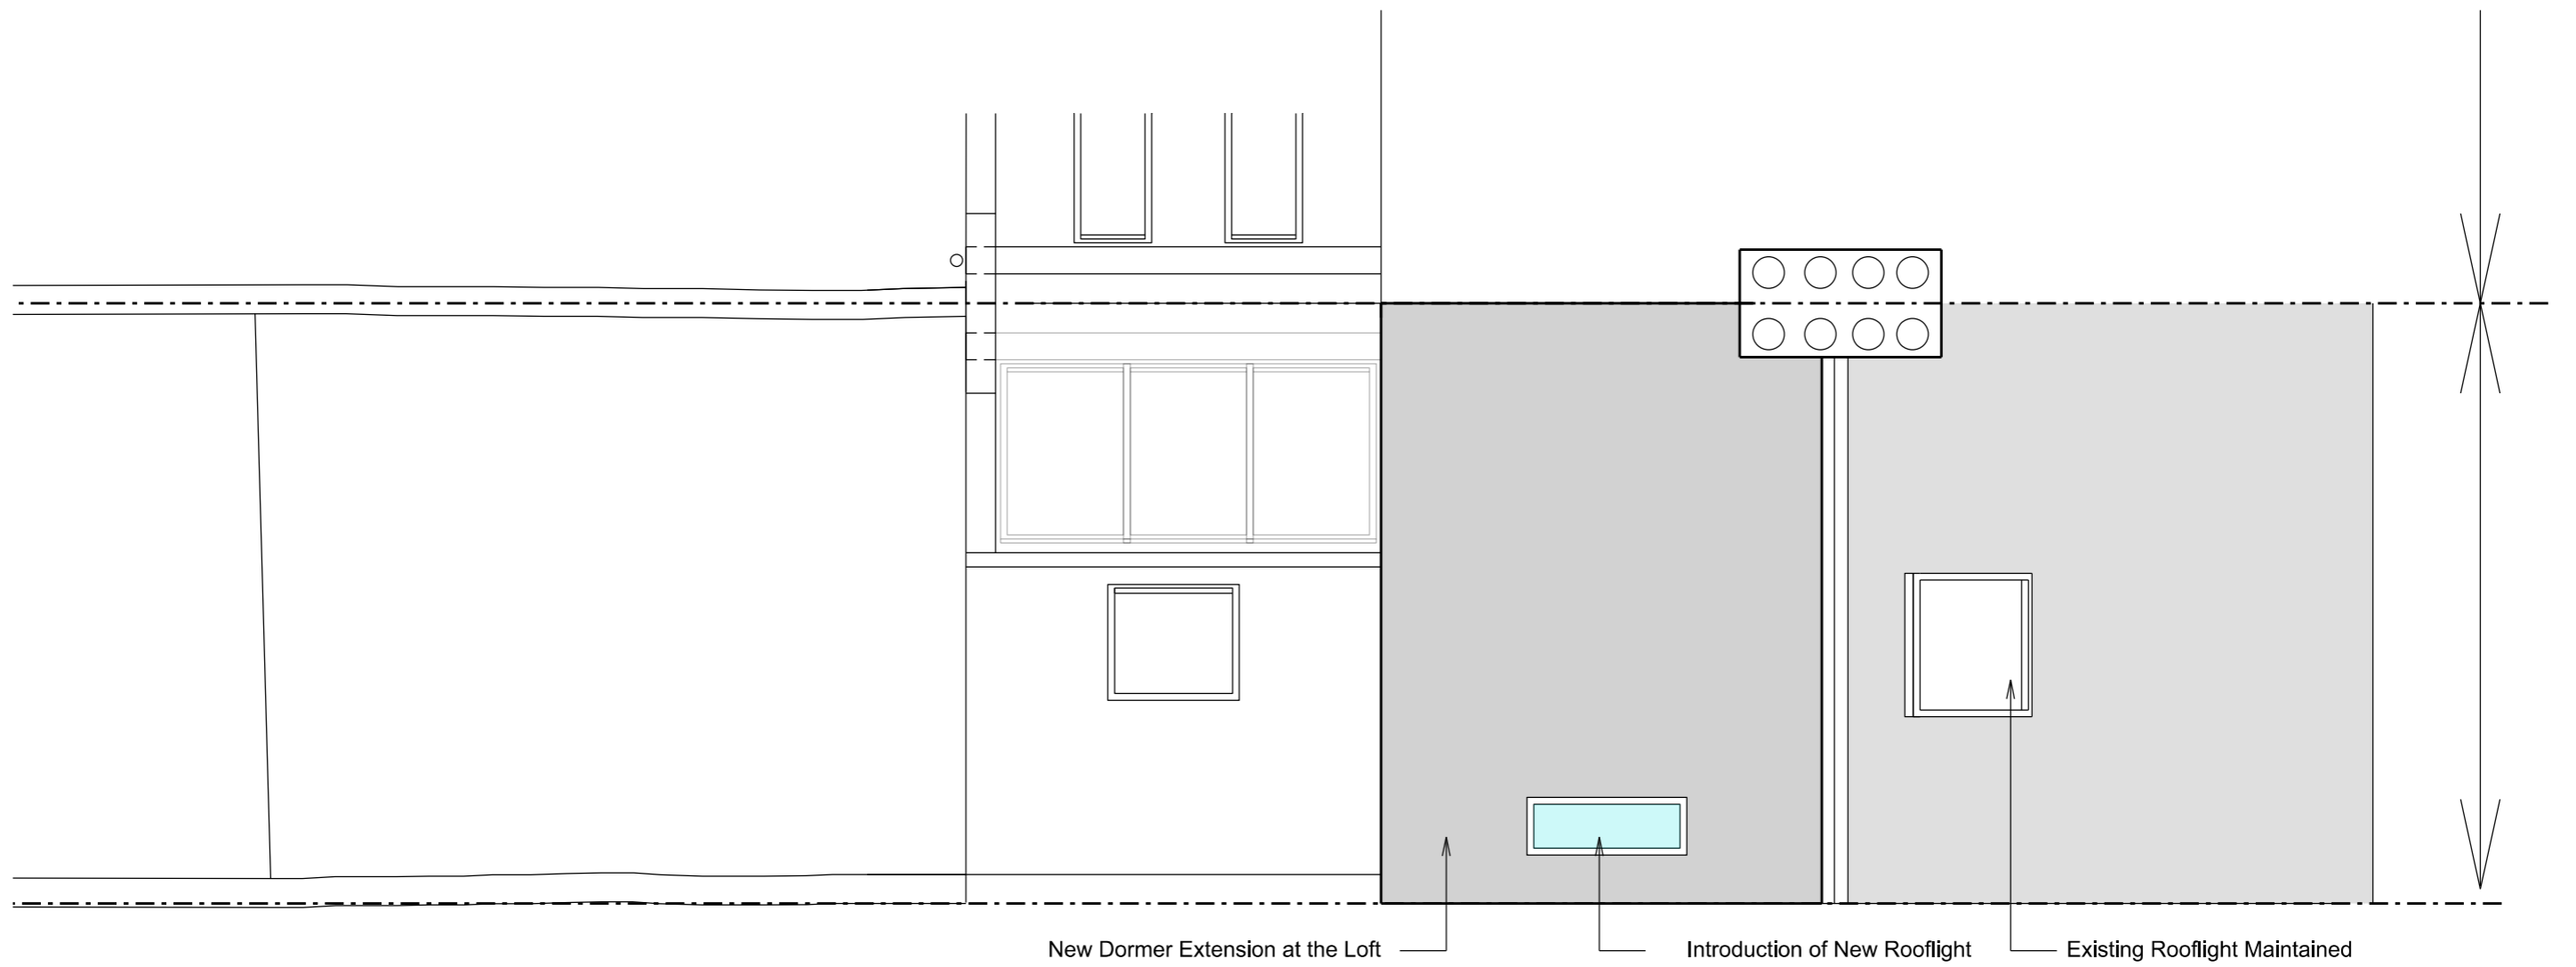 New Dormer Extension at the Loft
Introduction of New Rooflight
Existing Rooflight Maintained